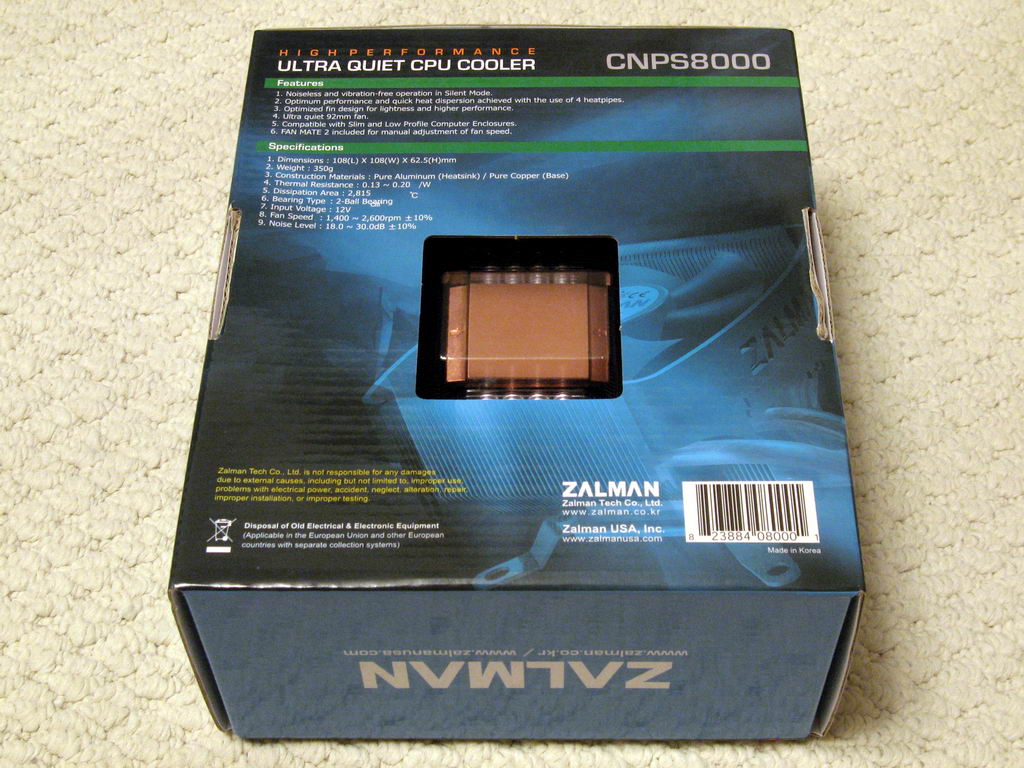 HIGH PERFORMANCE
ULTRA QUIET CPU COOLER
CNPS8000
Features
1. Noiseless and vibration-free operation in Silent Mode.
2. Optimum performance and quick heat dispersion achieved with the use of 4 heatpipes.
3. Optimized fin design for lightness and higher performance.
4. Ultra quiet 92mm fan.
5. Compatible with Slim and Low Profile Computer Enclosures.
6. FAN MATE 2 included for manual adjustment of fan speed.
Specifications
1. Dimensions : 108(L) X 108(W) X 62.5(H)mm
2. Weight : 350g
3. Construction Materials : Pure Aluminum (Heatsink) / Pure Copper (Base)
4. Thermal Resistance : 0.13 ~ 0.20 /W
℃
5. Dissipation Area : 2,815
6. Bearing Type : 2-Ball Bearing
7. Input Voltage : 12V
8. Fan Speed : 1,400 ~ 2,600rpm ±10%
9. Noise Level : 18.0 ~ 30.0dB ±10%
ZALMAN
Zalman Tech Co., Ltd. is not responsible for any damages
due to external causes, including but not limited to, improper use,
problems with electrical power, accident, neglect, alteration, repair,
improper installation, or improper testing.
Disposal of Old Electrical & Electronic Equipment
(Applicable in the European Union and other European
countries with separate collection systems)
ZALMAN
Zalman Tech Co., Ltd.
www.zalman.co.kr
Zalman USA, Inc.
www.zalmanusa.com
8 23884 08000 1
Made in Korea
www.zalman.co.kr / www.zalmanusa.com
ZALMAN